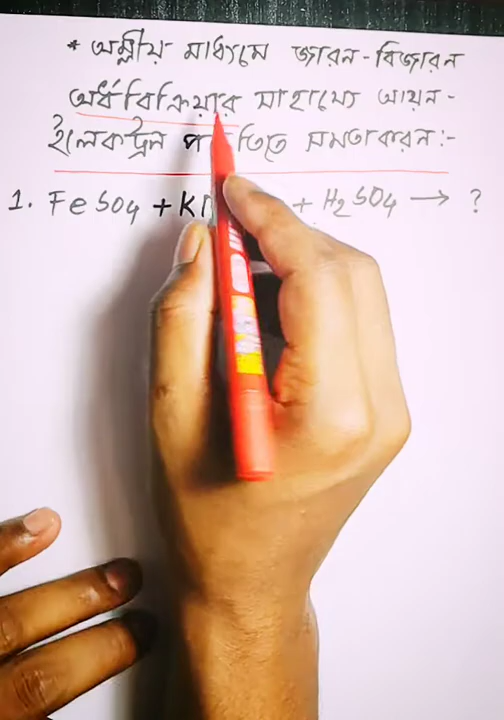 * অম্লীয় মাধ্যমে জারন-বিজারন
অর্ধবিক্রিয়ার সাহায্যে আয়ন-
ইলেকট্রন প তিতে সমতাকরন:-
1. FeSO4 + K + H2SO4 → ?